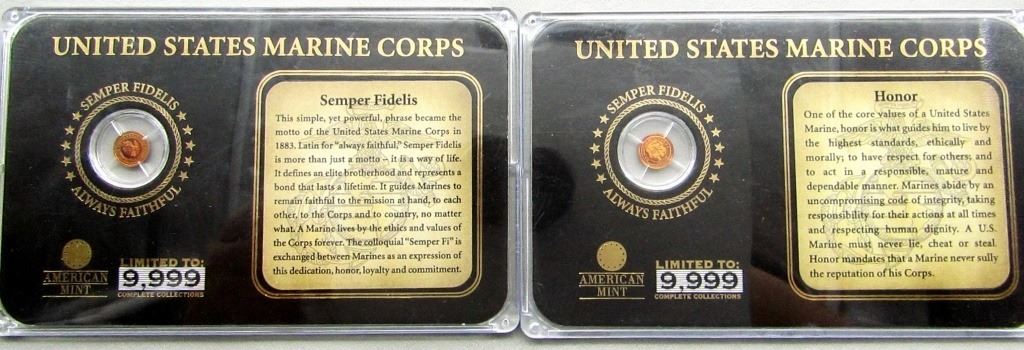 UNITED STATES MARINE CORPS
SEMPER FIDELIS
ALWAYS FAITHFUL
Semper Fidelis
This simple, yet powerful, phrase became the
motto of the United States Marine Corps in
1883. Latin for "always faithful," Semper Fidelis
is more than just a motto – it is a way of life.
It defines an elite brotherhood and represents a
bond that lasts a lifetime. It guides Marines to
remain faithful to the mission at hand, to each
other, to the Corps and to country, no matter
what. A Marine lives by the ethics and values of
the Corps forever. The colloquial "Semper Fi" is
exchanged between Marines as an expression of
this dedication, honor, loyalty and commitment.
AMERICAN
MINT
LIMITED TO:
9,999
COMPLETE COLLECTIONS
UNITED STATES MARINE CORPS
SEMPER FIDELIS
ALWAYS FAITHFUL
Honor
One of the core values of a United States
Marine, honor is what guides him to live by
the highest standards, ethically and
morally; to have respect for others; and
to act in a responsible, mature and
dependable manner. Marines abide by an
uncompromising code of integrity, taking
responsibility for their actions at all times
and respecting human dignity. A U.S.
Marine must never lie, cheat or steal.
Honor mandates that a Marine never sully
the reputation of his Corps.
AMERICAN
MINT
LIMITED TO:
9,999
COMPLETE COLLECTIONS